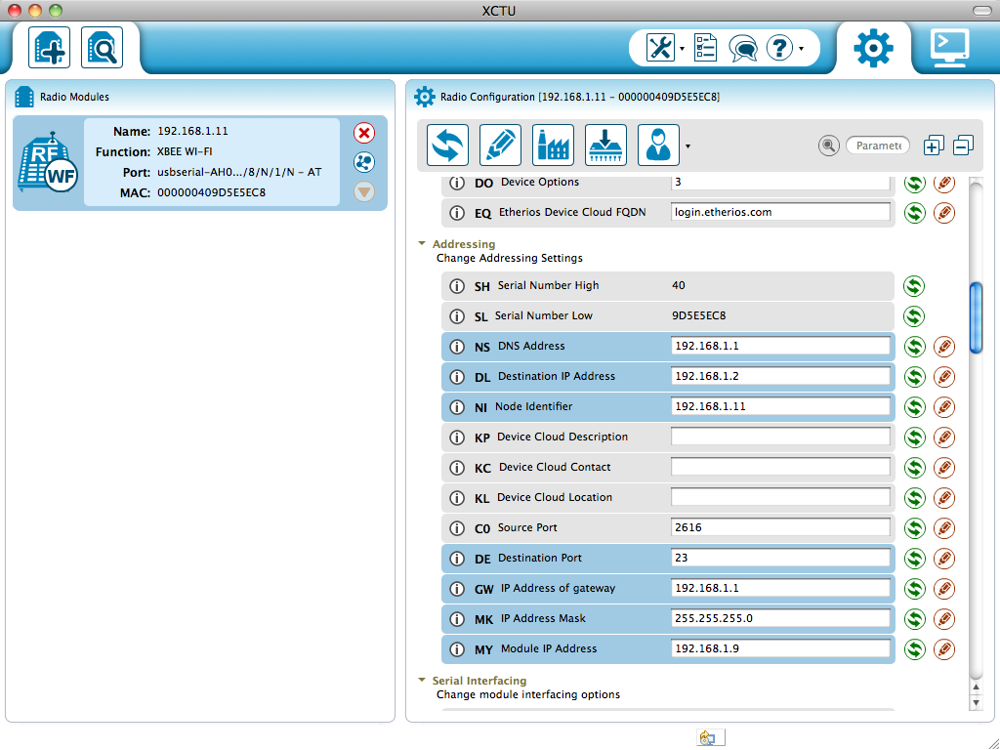 XCTU
Radio Modules
RF
WF
Name: 192.168.1.11
Function: XBEE WI-FI
Port: usbserial-AH0.../8/N/1/N - AT
MAC: 000000409D5E5EC8
Radio Configuration [192.168.1.11 - 000000409D5E5EC8]
Paramete
DO Device Options 3
EQ Etherios Device Cloud FQDN login.etherios.com
Addressing
Change Addressing Settings
SH Serial Number High 40
SL Serial Number Low 9D5E5EC8
NS DNS Address 192.168.1.1
DL Destination IP Address 192.168.1.2
NI Node Identifier 192.168.1.11
KP Device Cloud Description
KC Device Cloud Contact
KL Device Cloud Location
C0 Source Port 2616
DE Destination Port 23
GW IP Address of gateway 192.168.1.1
MK IP Address Mask 255.255.255.0
MY Module IP Address 192.168.1.9
Serial Interfacing
Change module interfacing options